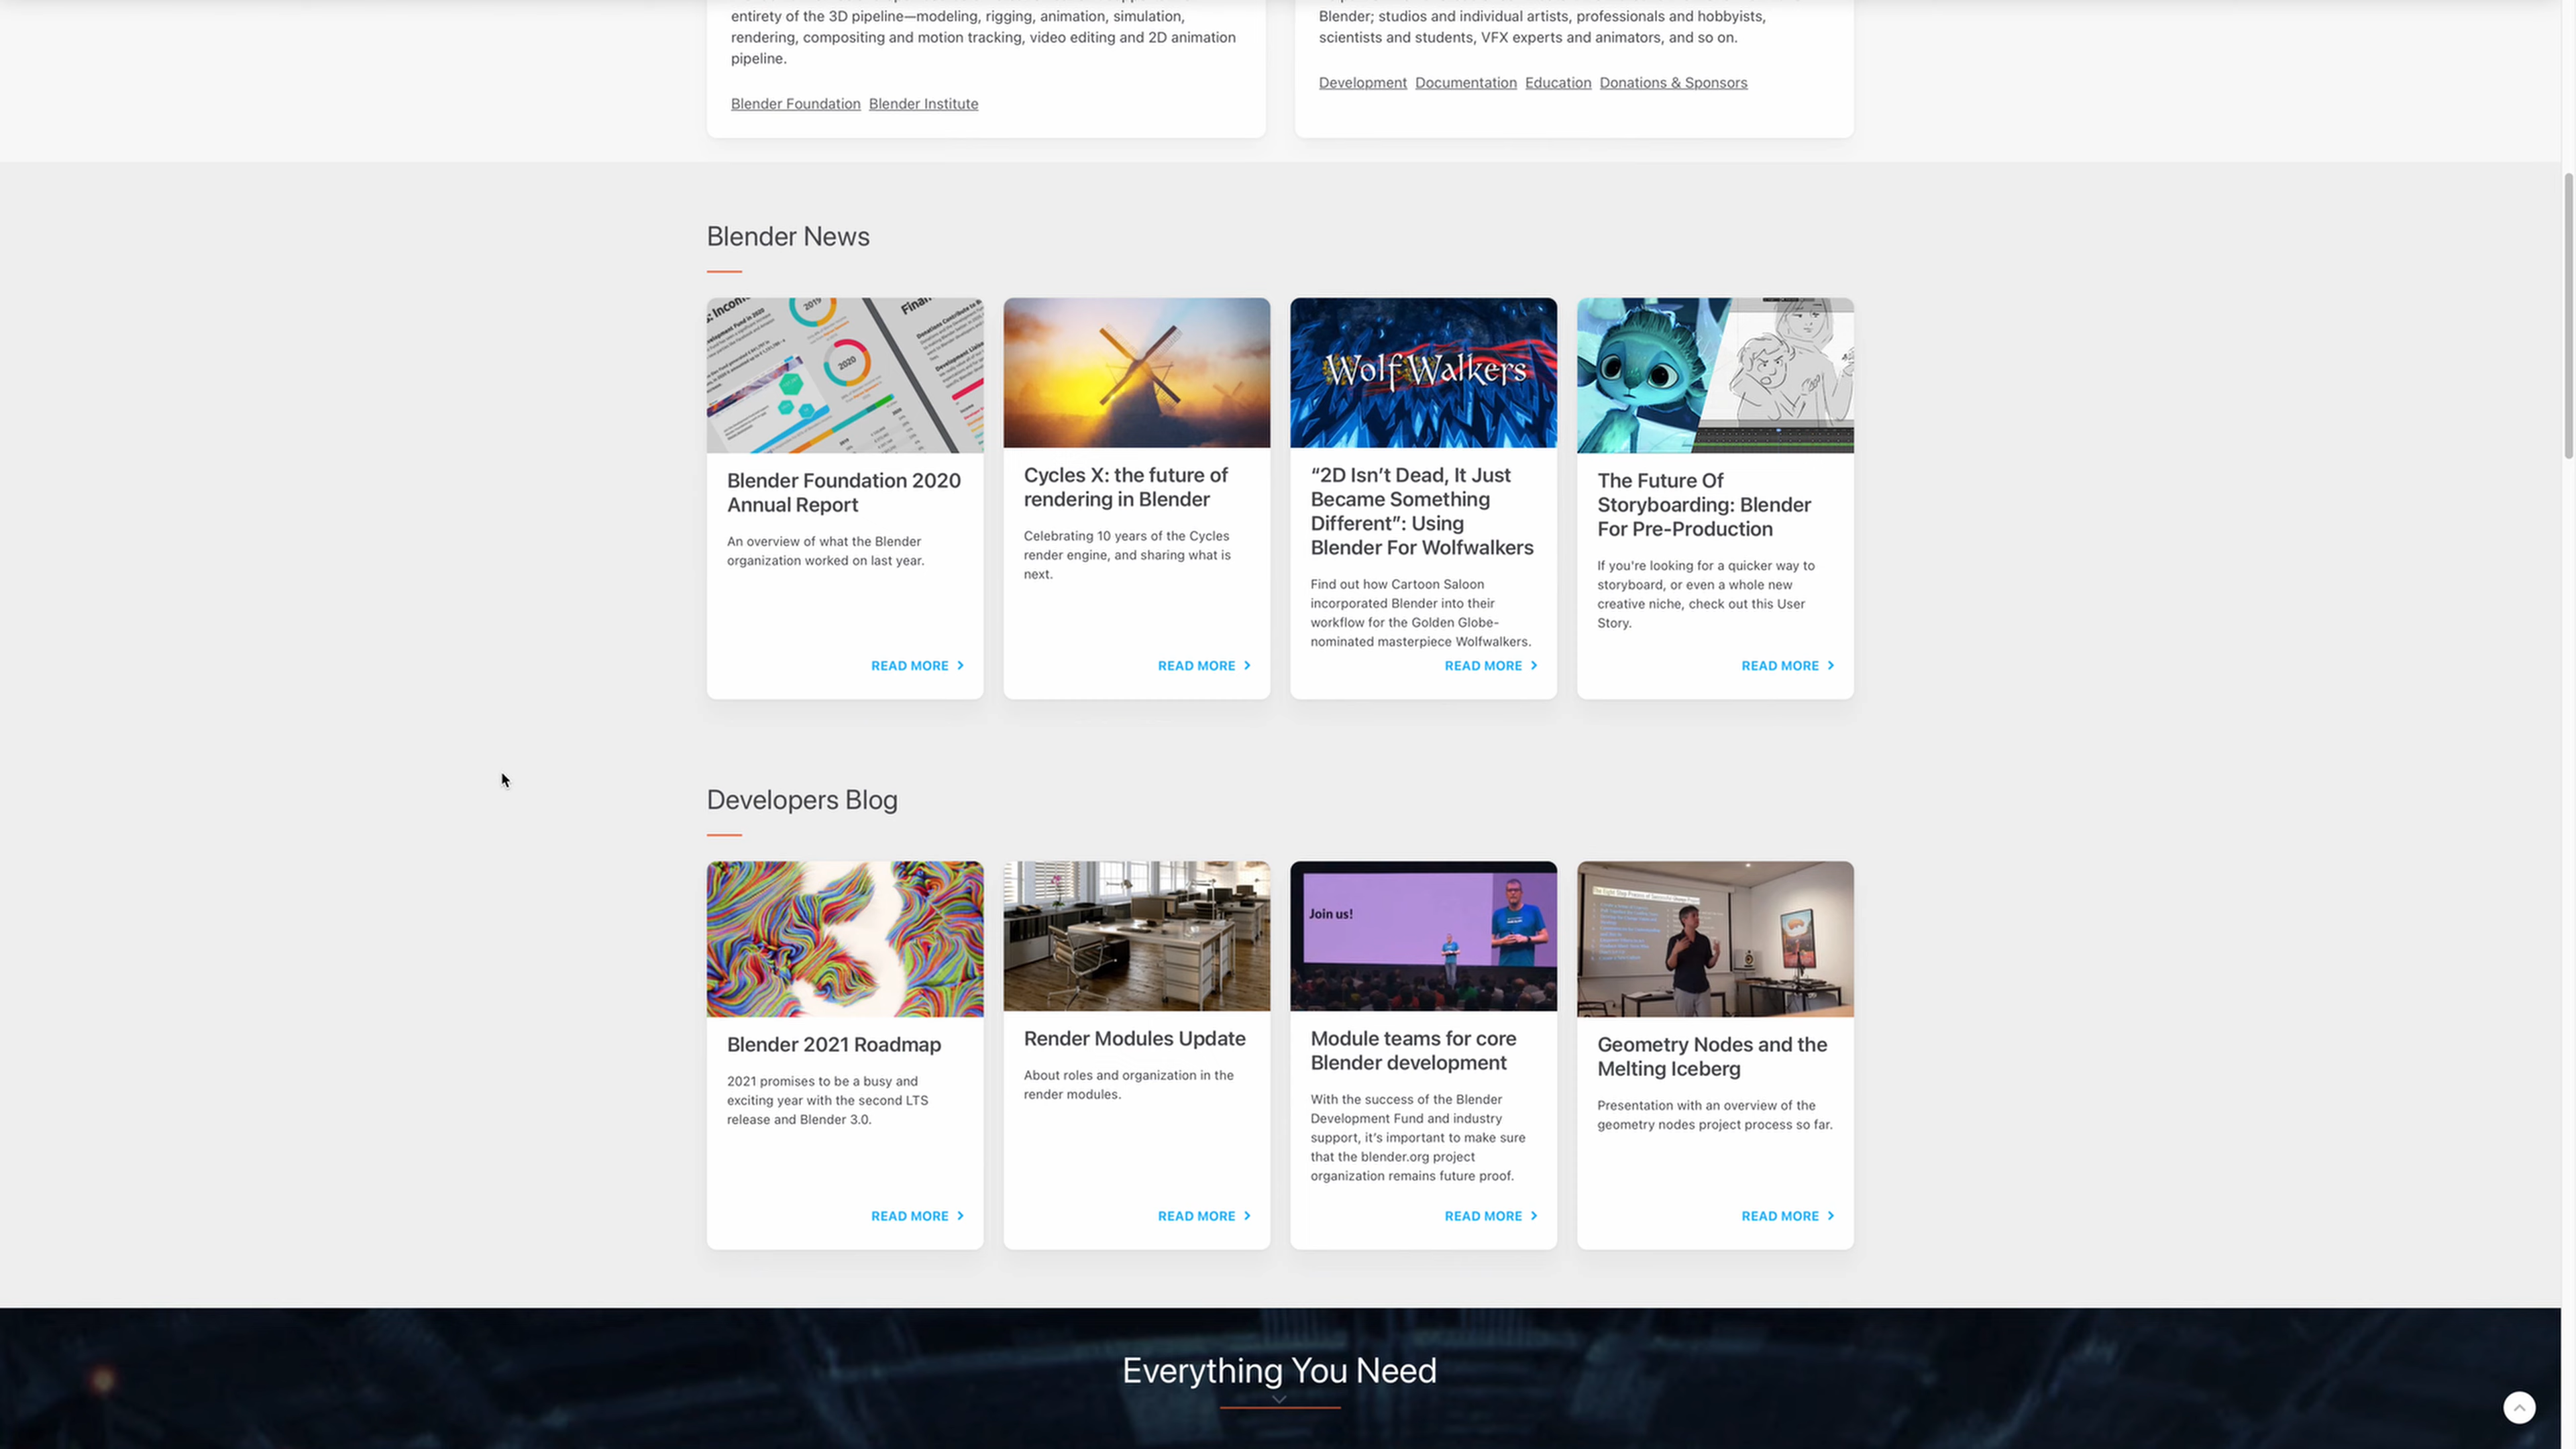 entirety of the 3D pipeline—modeling, rigging, animation, simulation,
rendering, compositing and motion tracking, video editing and 2D animation
pipeline.
Blender Foundation Blender Institute
Blender; studios and individual artists, professionals and hobbyists,
scientists and students, VFX experts and animators, and so on.
Development Documentation Education Donations & Sponsors
Blender News
2019
2020
Wolf Walkers
Blender Foundation 2020
Annual Report
An overview of what the Blender
organization worked on last year.
READ MORE
Cycles X: the future of
rendering in Blender
Celebrating 10 years of the Cycles
render engine, and sharing what is
next.
READ MORE
“2D Isn’t Dead, It Just
Became Something
Different”: Using
Blender For Wolfwalkers
Find out how Cartoon Saloon
incorporated Blender into their
workflow for the Golden Globe-
nominated masterpiece Wolfwalkers.
READ MORE
The Future Of
Storyboarding: Blender
For Pre-Production
If you're looking for a quicker way to
storyboard, or even a whole new
creative niche, check out this User
Story.
READ MORE
Developers Blog
Join us!
Blender 2021 Roadmap
2021 promises to be a busy and
exciting year with the second LTS
release and Blender 3.0.
READ MORE
Render Modules Update
About roles and organization in the
render modules.
READ MORE
Module teams for core
Blender development
With the success of the Blender
Development Fund and industry
support, it’s important to make sure
that the blender.org project
organization remains future proof.
READ MORE
Geometry Nodes and the
Melting Iceberg
Presentation with an overview of the
geometry nodes project process so far.
READ MORE
Everything You Need